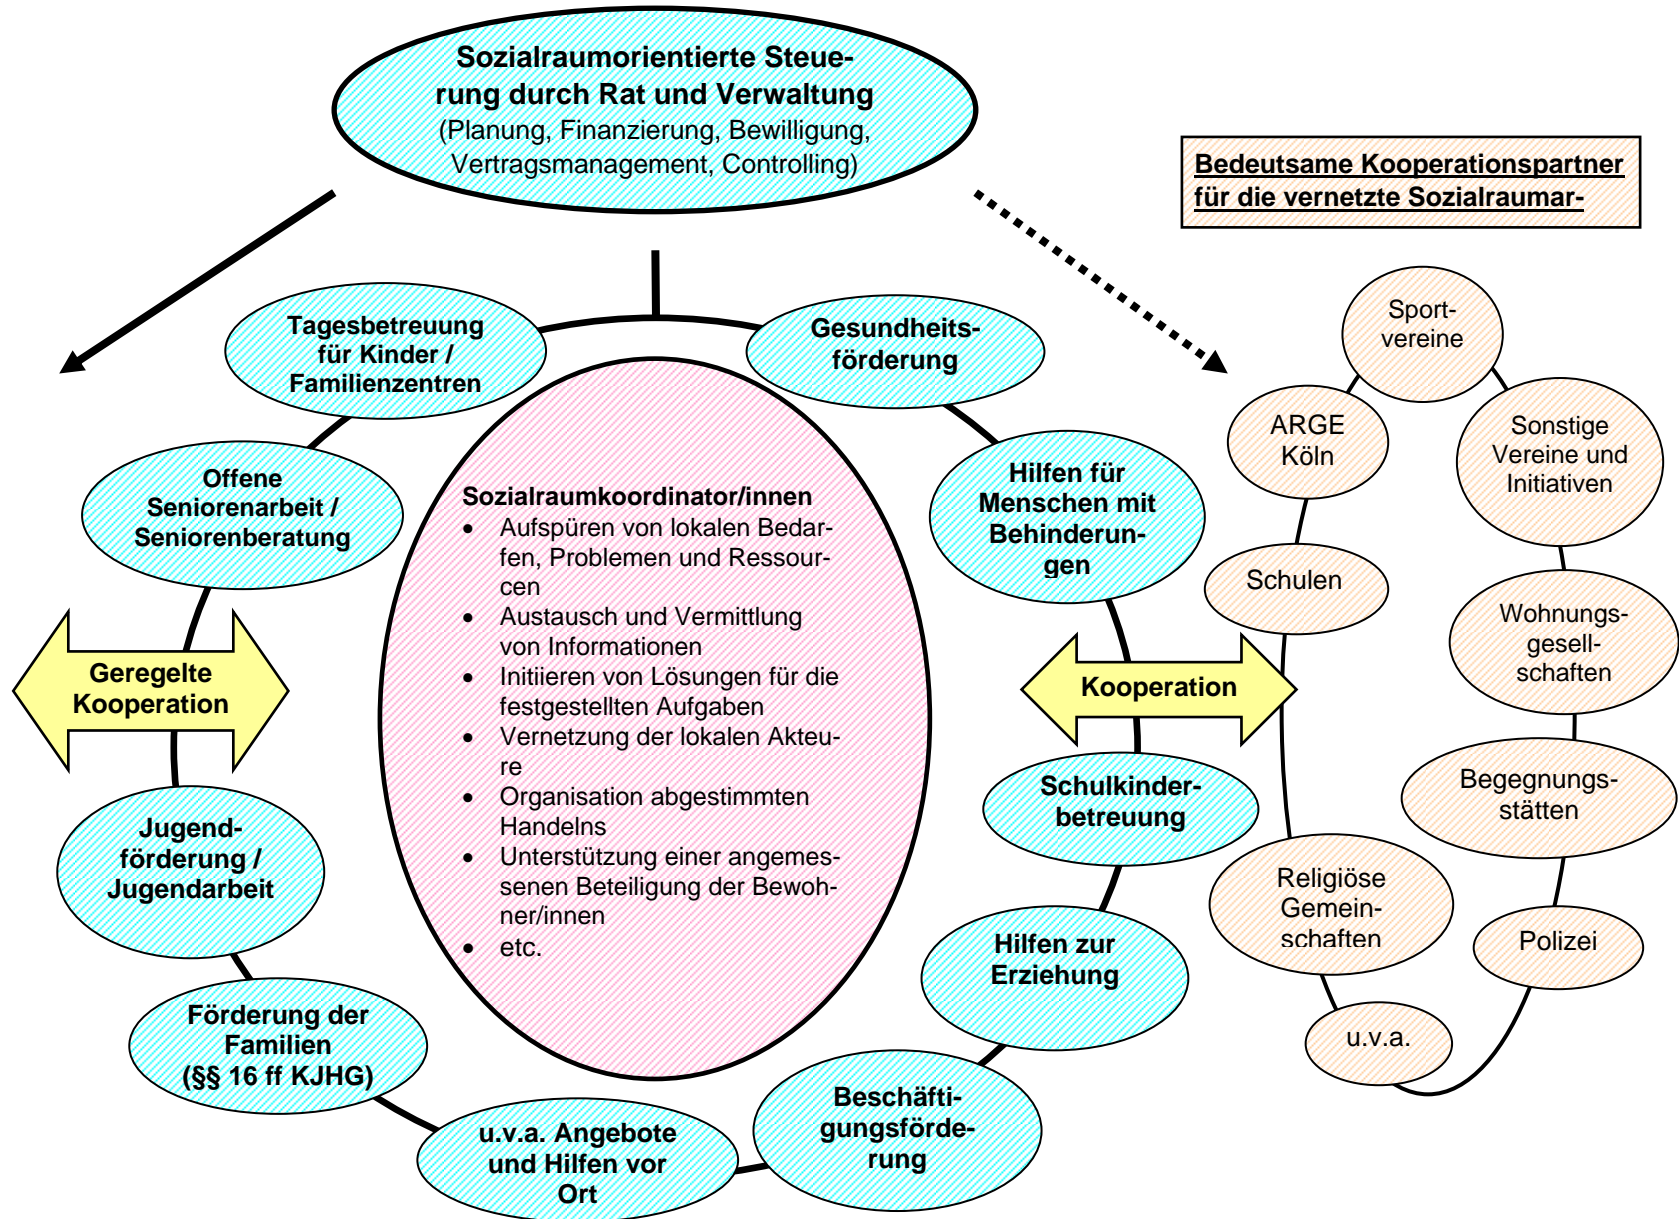 Sozialraumorientierte Steue-
rung durch Rat und Verwaltung
(Planung, Finanzierung, Bewilligung,
Vertragsmanagement, Controlling)
Bedeutsame Kooperationspartner
für die vernetzte Sozialraumar-
Tagesbetreuung
für Kinder /
Familienzentren
Gesundheits-
förderung
Offene
Seniorenarbeit /
Seniorenberatung
Hilfen für
Menschen mit
Behinderun-
gen
Geregelte
Kooperation
Sozialraumkoordinator/innen
• Aufspüren von lokalen Bedar-
fen, Problemen und Ressour-
cen
• Austausch und Vermittlung
von Informationen
• Initiieren von Lösungen für die
festgestellten Aufgaben
• Vernetzung der lokalen Akteu-
re
• Organisation abgestimmten
Handelns
• Unterstützung einer angemes-
senen Beteiligung der Bewoh-
ner/innen
• etc.
Kooperation
Jugend-
förderung /
Jugendarbeit
Schulkinder-
betreuung
Förderung der
Familien
(§§ 16 ff KJHG)
Hilfen zur
Erziehung
u.v.a. Angebote
und Hilfen vor
Ort
Beschäfti-
gungsförde-
rung
Sport-
vereine
ARGE
Köln
Sonstige
Vereine und
Initiativen
Schulen
Wohnungs-
gesell-
schaften
Begegnungs-
stätten
Religiöse
Gemein-
schaften
Polizei
u.v.a.